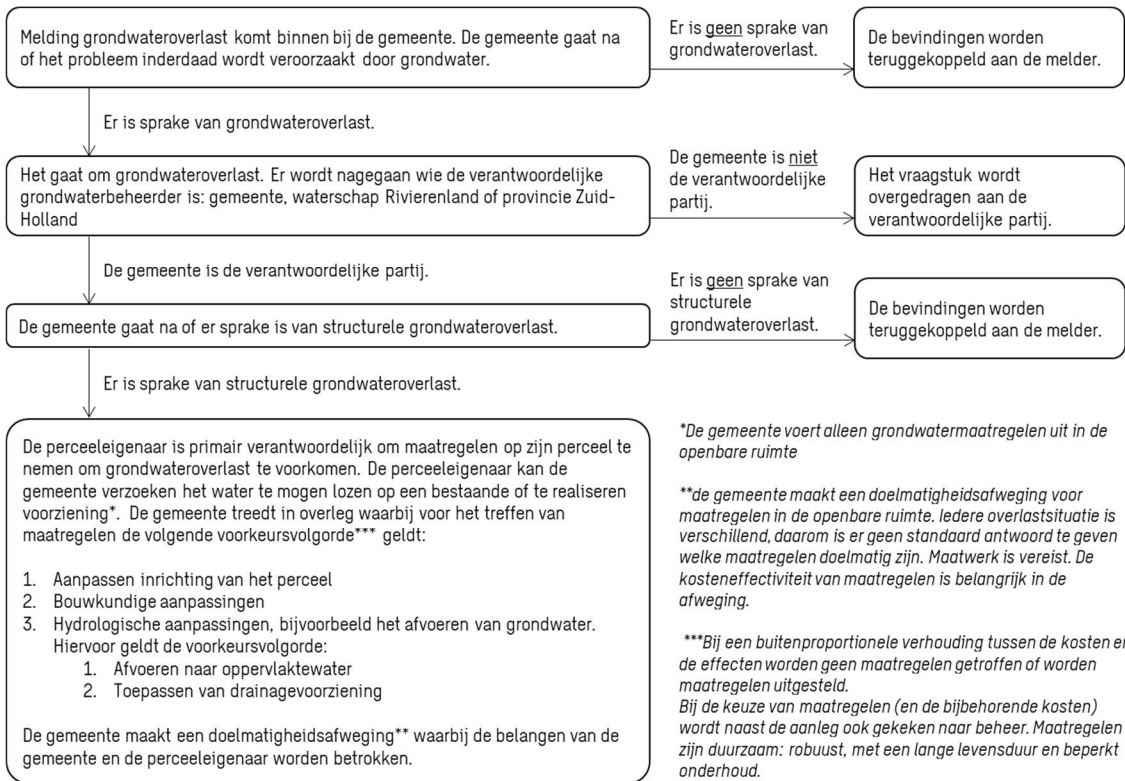 Melding grondwateroverlast komt binnen bij de gemeente. De gemeente gaat na
of het probleem inderdaad wordt veroorzaakt door grondwater.
Er is geen sprake van
grondwateroverlast.
De bevindingen worden
teruggekoppeld aan de melder.
Er is sprake van grondwateroverlast.
Het gaat om grondwateroverlast. Er wordt nagegaan wie de verantwoordelijke
grondwaterbeheerder is: gemeente, waterschap Rivierenland of provincie Zuid-
Holland
De gemeente is niet
de verantwoordelijke
partij.
Het vraagstuk wordt
overgedragen aan de
verantwoordelijke partij.
De gemeente is de verantwoordelijke partij.
De gemeente gaat na of er sprake is van structurele grondwateroverlast.
Er is geen sprake van
structurele
grondwateroverlast.
De bevindingen worden
teruggekoppeld aan de melder.
Er is sprake van structurele grondwateroverlast.
De perceeleigenaar is primair verantwoordelijk om maatregelen op zijn perceel te
nemen om grondwateroverlast te voorkomen. De perceeleigenaar kan de
gemeente verzoeken het water te mogen lozen op een bestaande of te realiseren
voorziening*. De gemeente treedt in overleg waarbij voor het treffen van
maatregelen de volgende voorkeursvolgorde*** geldt:
1. Aanpassen inrichting van het perceel
2. Bouwkundige aanpassingen
3. Hydrologische aanpassingen, bijvoorbeeld het afvoeren van grondwater.
Hiervoor geldt de voorkeursvolgorde:
1. Afvoeren naar oppervlaktewater
2. Toepassen van drainagevoorziening
De gemeente maakt een doelmatigheidsafweging** waarbij de belangen van de
gemeente en de perceeleigenaar worden betrokken.
*De gemeente voert alleen grondwatermaatregelen uit in de
openbare ruimte
**de gemeente maakt een doelmatigheidsafweging voor
maatregelen in de openbare ruimte. Iedere overlastsituatie is
verschillend, daarom is er geen standaard antwoord te geven
welke maatregelen doelmatig zijn. Maatwerk is vereist. De
kosteneffectiviteit van maatregelen is belangrijk in de
afweging.
***Bij een buitenproportionele verhouding tussen de kosten en
de effecten worden geen maatregelen getroffen of worden
maatregelen uitgesteld.
Bij de keuze van maatregelen (en de bijbehorende kosten)
wordt naast de aanleg ook gekeken naar beheer. Maatregelen
zijn duurzaam: robuust, met een lange levensduur en beperkt
onderhoud.